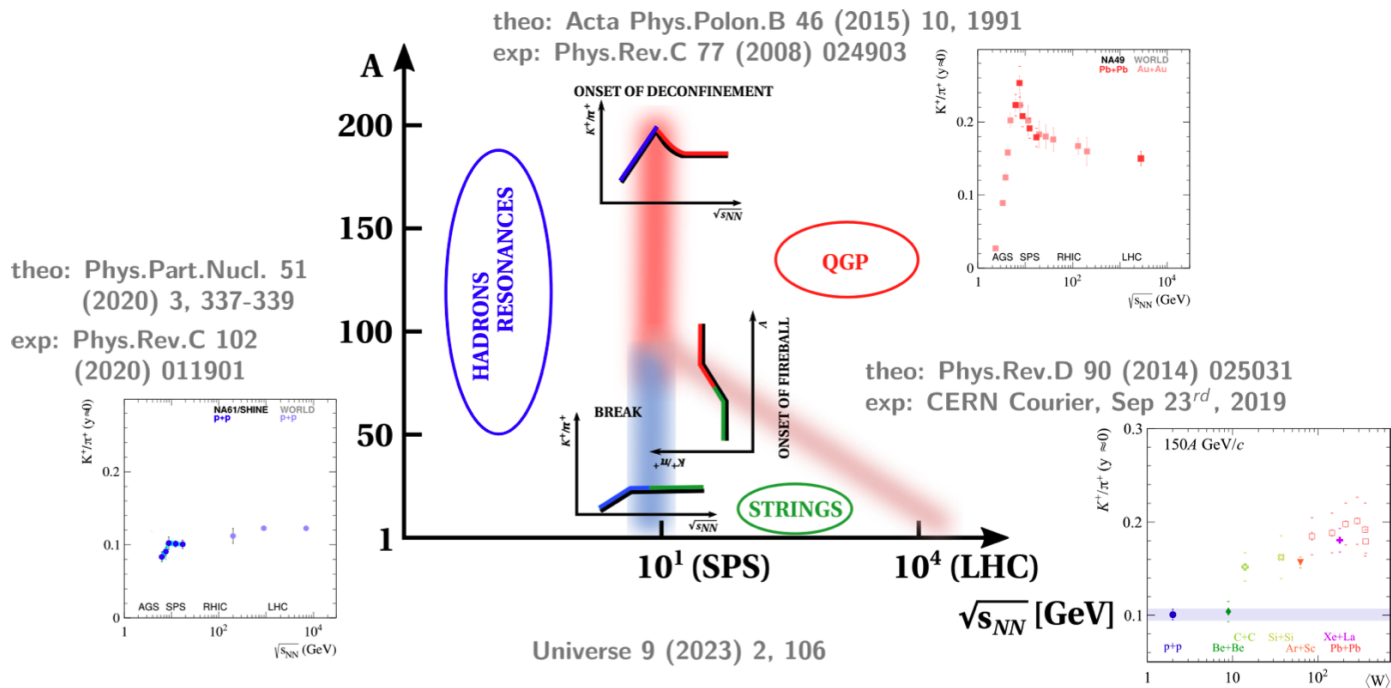 theo: Acta Phys.Polon.B 46 (2015) 10, 1991
exp: Phys.Rev.C 77 (2008) 024903
A
200
150
100
50
1
10¹ (SPS)
10⁴ (LHC)
√s_NN [GeV]
HADRONS
RESONANCES
QGP
STRINGS
ONSET OF DECONFINEMENT
K⁺/π⁺
√s_NN
ONSET OF FIREBALL
A
K⁺/π⁺
BREAK
K⁺/π⁺
√s_NN
K⁺/π⁺ (y≈0)
NA49 WORLD
Pb+Pb Au+Au
0.2
0.1
0
AGS SPS RHIC LHC
1 10² 10⁴
√s_NN (GeV)
theo: Phys.Part.Nucl. 51
(2020) 3, 337-339
exp: Phys.Rev.C 102
(2020) 011901
K⁺/π⁺ (y≈0)
NA61/SHINE WORLD
p+p p+p
0.2
0.1
0
AGS SPS RHIC LHC
1 10² 10⁴
√s_NN (GeV)
theo: Phys.Rev.D 90 (2014) 025031
exp: CERN Courier, Sep 23rd, 2019
K⁺/π⁺ (y ≈0)
150A GeV/c
0.3
0.2
0.1
p+p
Be+Be
C+C
Si+Si
Ar+Sc
Xe+La
Pb+Pb
1 10 10²
⟨W⟩
Universe 9 (2023) 2, 106